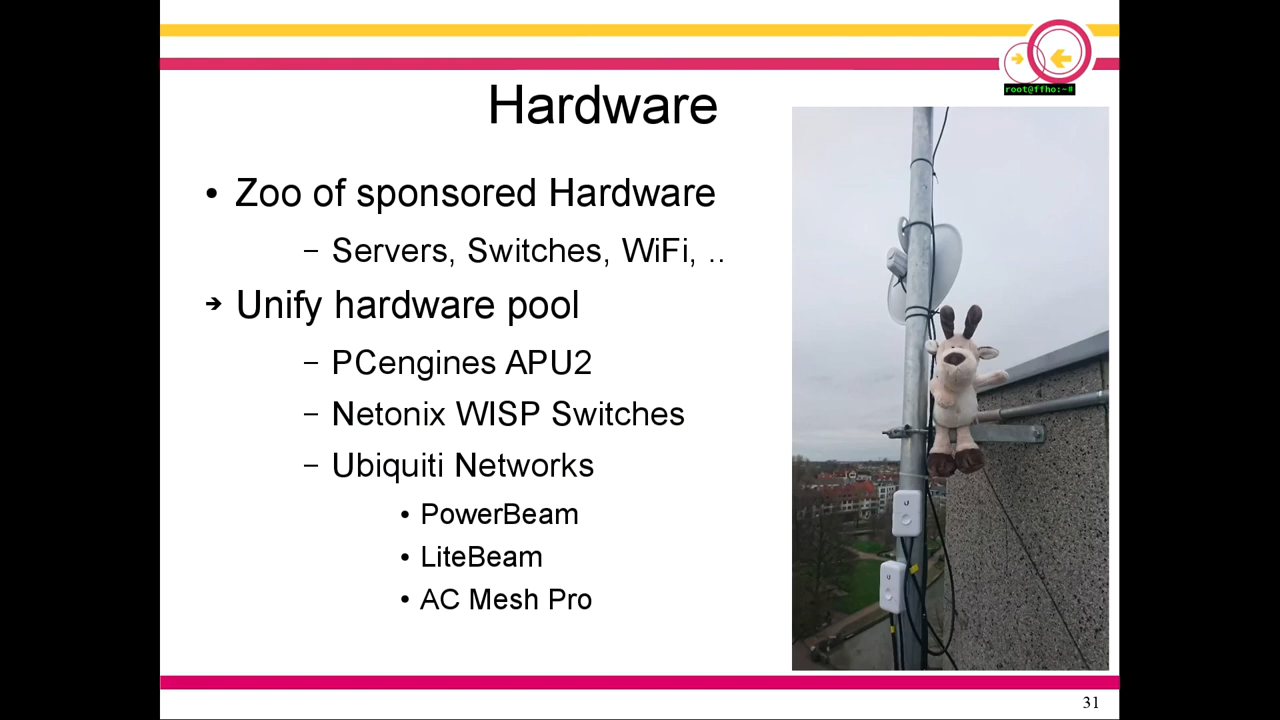 root@ffho:~#
Hardware
• Zoo of sponsored Hardware
– Servers, Switches, WiFi, ..
➔ Unify hardware pool
– PCengines APU2
– Netonix WISP Switches
– Ubiquiti Networks
• PowerBeam
• LiteBeam
• AC Mesh Pro
31